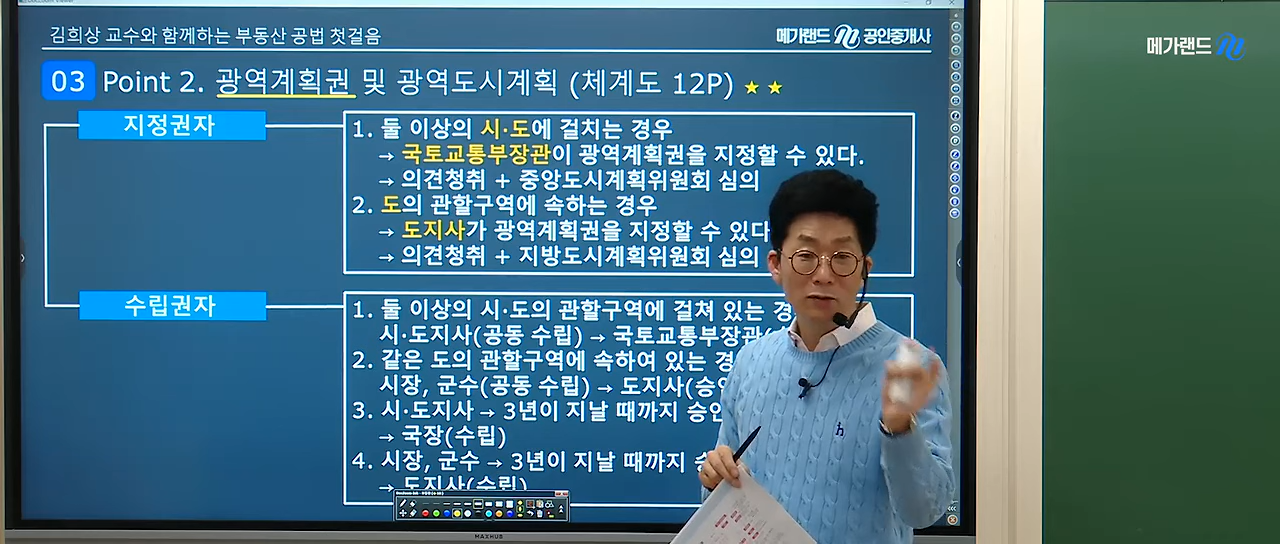 김희상 교수와 함께하는 부동산 공법 첫걸음
메가랜드 공인중개사
메가랜드
03 Point 2. 광역계획권 및 광역도시계획 (체계도 12P) ★ ★
지정권자
1. 둘 이상의 시·도에 걸치는 경우
→ 국토교통부장관이 광역계획권을 지정할 수 있다.
→ 의견청취 + 중앙도시계획위원회 심의
2. 도의 관할구역에 속하는 경우
→ 도지사가 광역계획권을 지정할 수 있다
→ 의견청취 + 지방도시계획위원회 심의
수립권자
1. 둘 이상의 시·도의 관할구역에 걸쳐 있는
시·도지사(공동 수립) → 국토교통부장관
2. 같은 도의 관할구역에 속하여 있는
시장, 군수(공동 수립) → 도지사(승인
3. 시·도지사 → 3년이 지날 때까지 승인
→ 국장(수립)
4. 시장, 군수 → 3년이 지날 때까지
→ 도지사(수립)
MAXHUB